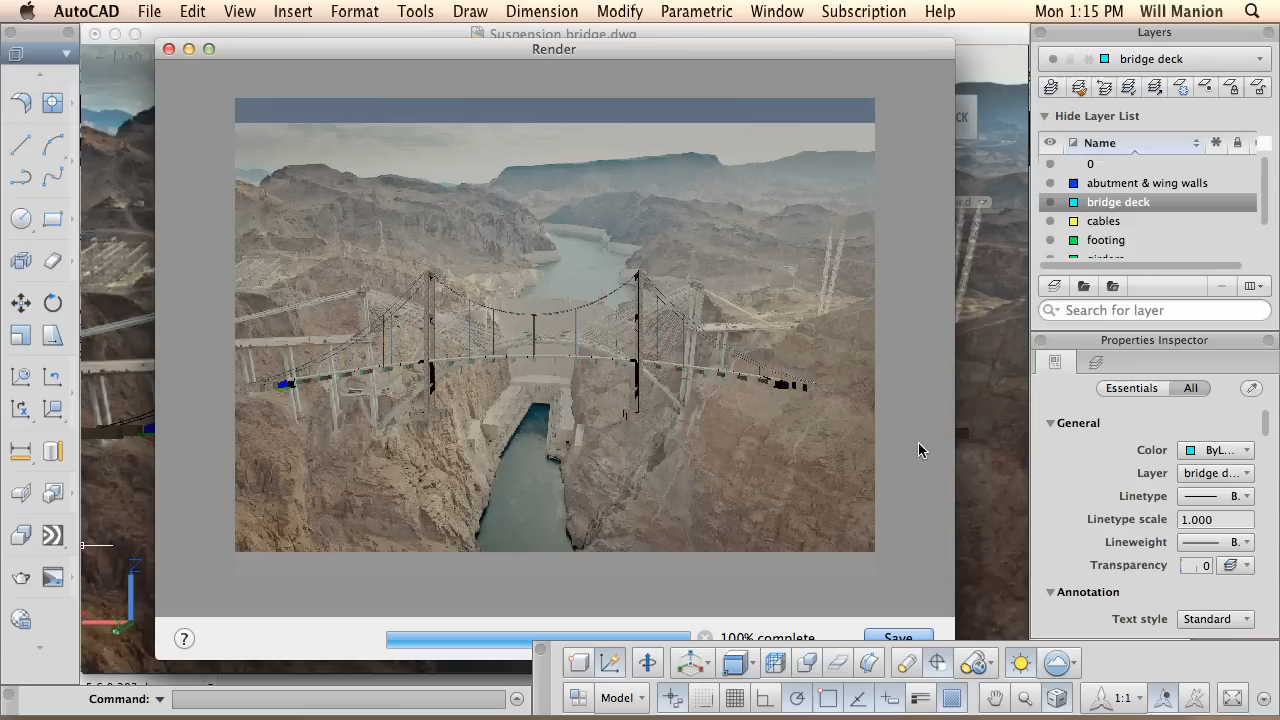 AutoCAD File Edit View Insert Format Tools Draw Dimension Modify Parametric Window Subscription Help Mon 1:15 PM Will Manion
Suspension bridge.dwg
Render
Layers
bridge deck
Hide Layer List
Name
0
abutment & wing walls
bridge deck
cables
footing
girders
Search for layer
Properties Inspector
Essentials All
General
Color ByL...
Layer bridge d...
Linetype B.
Linetype scale 1.000
Lineweight B.
Transparency 0
Annotation
Text style Standard
? 100% complete Save
Command: Model 1:1